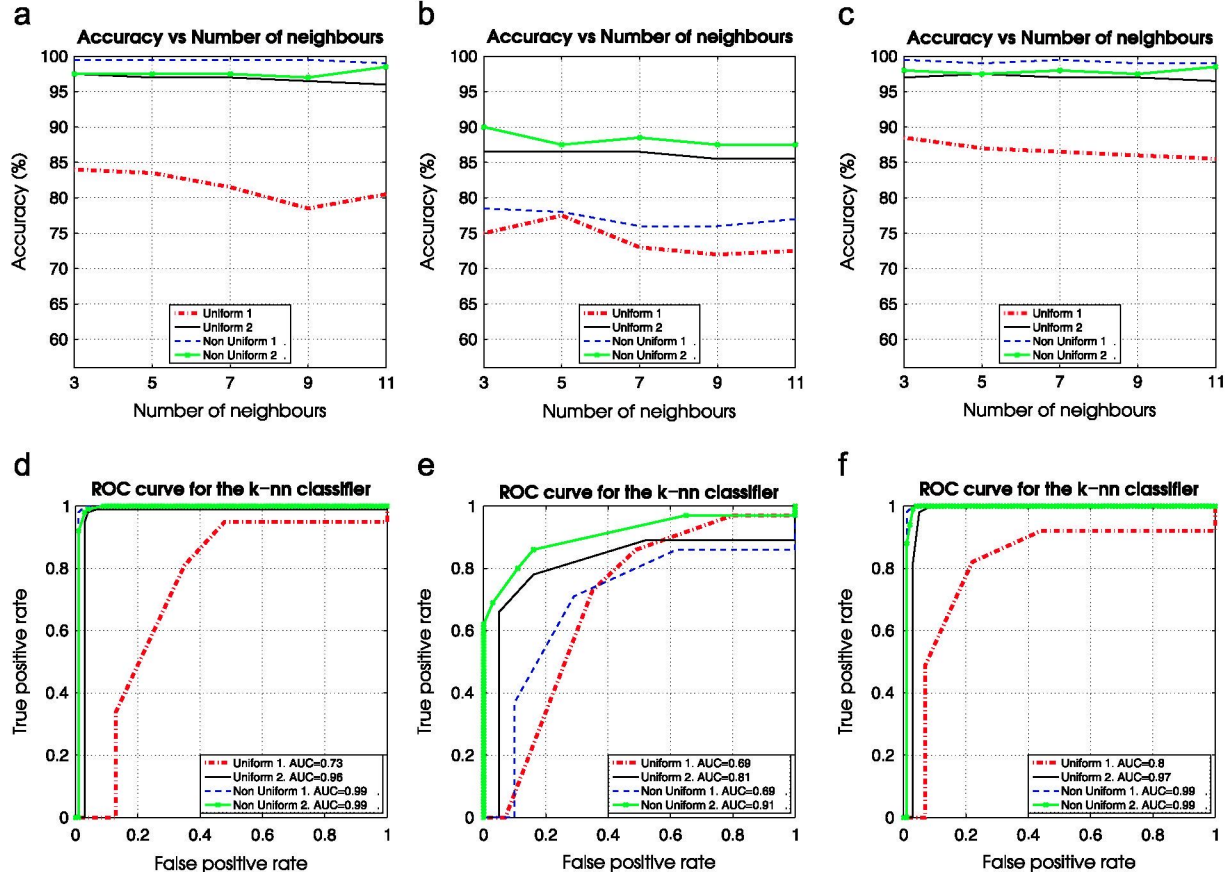 a
Accuracy vs Number of neighbours
100
95
90
85
80
75
70
65
60
Accuracy (%)
Uniform 1
Uniform 2
Non Uniform 1
Non Uniform 2
3 5 7 9 11
Number of neighbours
b
Accuracy vs Number of neighbours
100
95
90
85
80
75
70
65
60
Accuracy (%)
Uniform 1
Uniform 2
Non Uniform 1
Non Uniform 2
3 5 7 9 11
Number of neighbours
c
Accuracy vs Number of neighbours
100
95
90
85
80
75
70
65
60
Accuracy (%)
Uniform 1
Uniform 2
Non Uniform 1
Non Uniform 2
3 5 7 9 11
Number of neighbours
d
ROC curve for the k-nn classifier
1
0.8
0.6
0.4
0.2
0
True positive rate
Uniform 1. AUC=0.73
Uniform 2. AUC=0.96
Non Uniform 1. AUC=0.99
Non Uniform 2. AUC=0.99
0 0.2 0.4 0.6 0.8 1
False positive rate
e
ROC curve for the k-nn classifier
1
0.8
0.6
0.4
0.2
0
True positive rate
Uniform 1. AUC=0.69
Uniform 2. AUC=0.81
Non Uniform 1. AUC=0.69
Non Uniform 2. AUC=0.91
0 0.2 0.4 0.6 0.8 1
False positive rate
f
ROC curve for the k-nn classifier
1
0.8
0.6
0.4
0.2
0
True positive rate
Uniform 1. AUC=0.8
Uniform 2. AUC=0.97
Non Uniform 1. AUC=0.99
Non Uniform 2. AUC=0.99
0 0.2 0.4 0.6 0.8 1
False positive rate